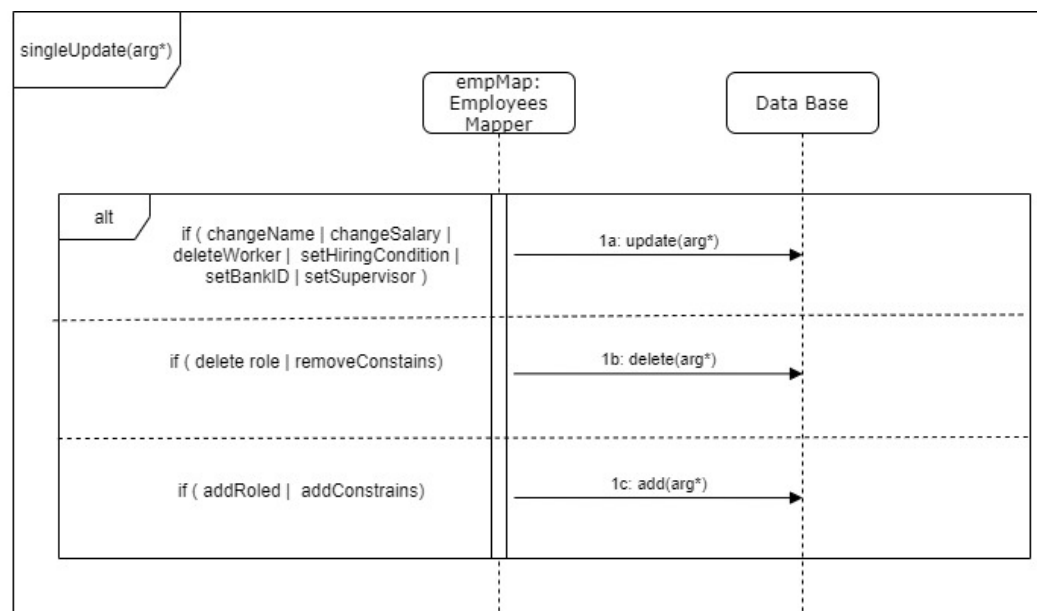 singleUpdate(arg*)
empMap:
Employees
Mapper
Data Base
alt
if ( changeName | changeSalary |
deleteWorker | setHiringCondition |
setBankID | setSupervisor )
1a: update(arg*)
if ( delete role | removeConstains)
1b: delete(arg*)
if ( addRoled | addConstrains)
1c: add(arg*)